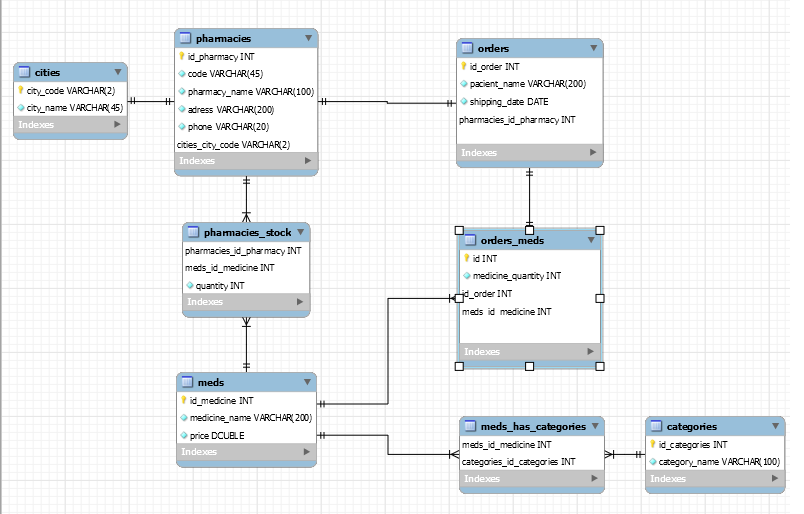 cities
city_code VARCHAR(2)
city_name VARCHAR(45)
Indexes
pharmacies
id_pharmacy INT
code VARCHAR(45)
pharmacy_name VARCHAR(100)
adress VARCHAR(200)
phone VARCHAR(20)
cities_city_code VARCHAR(2)
Indexes
orders
id_order INT
pacient_name VARCHAR(200)
shipping_date DATE
pharmacies_id_pharmacy INT
Indexes
pharmacies_stock
pharmacies_id_pharmacy INT
meds_id_medicine INT
quantity INT
Indexes
orders_meds
id INT
medicine_quantity INT
id_order INT
meds_id_medicine INT
Indexes
meds
id_medicine INT
medicine_name VARCHAR(200)
price DOUBLE
Indexes
meds_has_categories
meds_id_medicine INT
categories_id_categories INT
Indexes
categories
id_categories INT
category_name VARCHAR(100)
Indexes